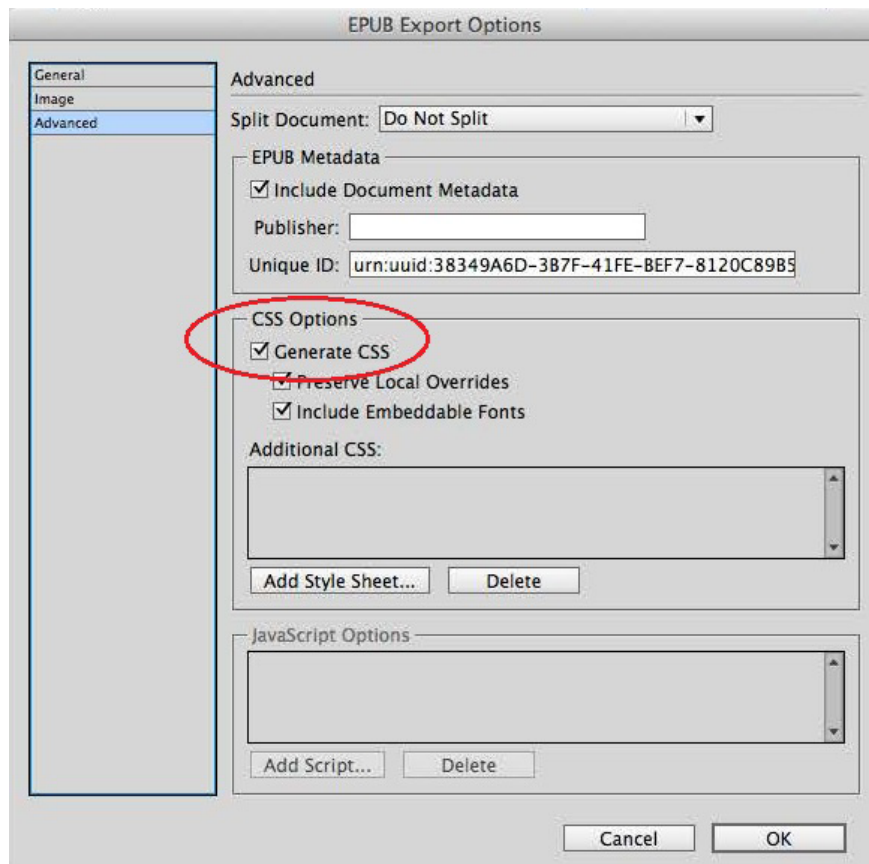 EPUB Export Options
General
Image
Advanced
Advanced
Split Document: Do Not Split
EPUB Metadata
Include Document Metadata
Publisher:
Unique ID: urn:uuid:38349A6D-3B7F-41FE-BEF7-8120C89B5
CSS Options
Generate CSS
Preserve Local Overrides
Include Embeddable Fonts
Additional CSS:
Add Style Sheet... Delete
JavaScript Options
Add Script... Delete
Cancel OK